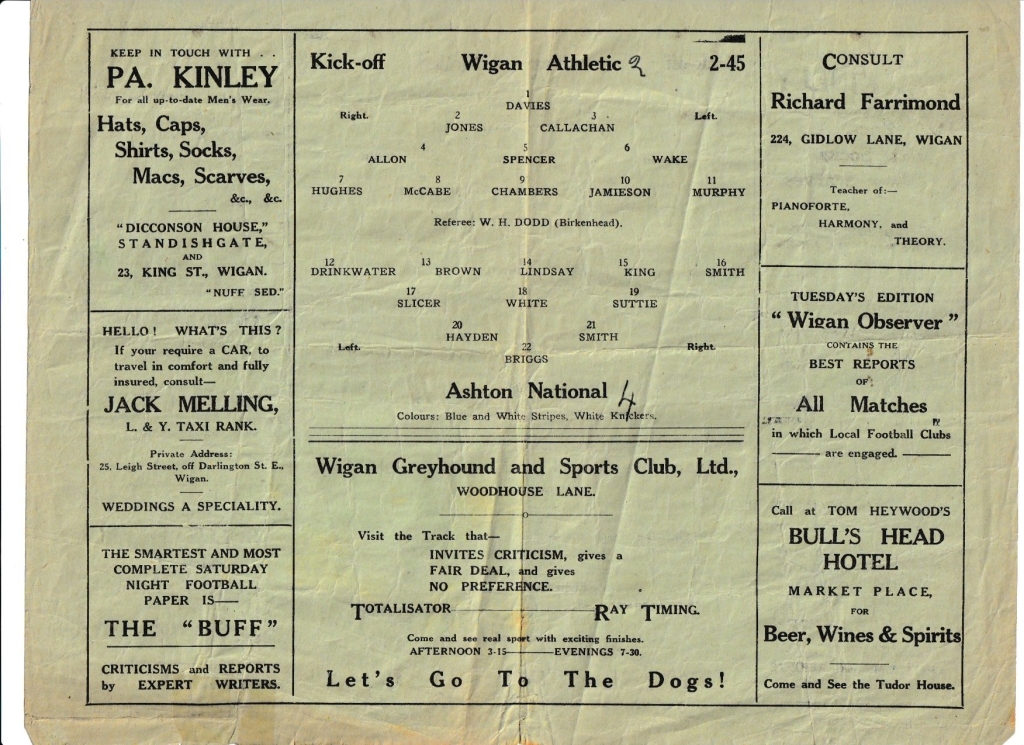 KEEP IN TOUCH WITH . .
PA. KINLEY
For all up-to-date Men's Wear.
Hats, Caps,
Shirts, Socks,
Macs, Scarves,
&c., &c.
"DICCONSON HOUSE,"
STANDISHGATE,
AND
23, KING ST., WIGAN.
"NUFF SED."
HELLO! WHAT'S THIS?
If your require a CAR, to
travel in comfort and fully
insured, consult—
JACK MELLING,
L. & Y. TAXI RANK.
Private Address:
25, Leigh Street, off Darlington St. E.,
Wigan.
WEDDINGS A SPECIALITY.
THE SMARTEST AND MOST
COMPLETE SATURDAY
NIGHT FOOTBALL
PAPER IS—
THE "BUFF"
CRITICISMS and REPORTS
by EXPERT WRITERS.
Kick-off Wigan Athletic 2 2-45
1
DAVIES
Right. 2 3 Left.
JONES CALLACHAN
4 5 6
ALLON SPENCER WAKE
7 8 9 10 11
HUGHES McCABE CHAMBERS JAMIESON MURPHY
Referee: W. H. DODD (Birkenhead).
12 13 14 15 16
DRINKWATER BROWN LINDSAY KING SMITH
17 18 19
SLICER WHITE SUTTIE
20 21
HAYDEN SMITH
Left. 22 Right.
BRIGGS
Ashton National 4
Colours: Blue and White Stripes, White Knickers.
Wigan Greyhound and Sports Club, Ltd.,
WOODHOUSE LANE.
Visit the Track that—
INVITES CRITICISM, gives a
FAIR DEAL, and gives
NO PREFERENCE.
TOTALISATOR—RAY TIMING.
Come and see real sport with exciting finishes.
AFTERNOON 3-15—EVENINGS 7-30.
Let's Go To The Dogs!
CONSULT
Richard Farrimond
224, GIDLOW LANE, WIGAN
Teacher of:—
PIANOFORTE,
HARMONY, and
THEORY.
TUESDAY'S EDITION
"Wigan Observer"
CONTAINS THE
BEST REPORTS
OF
All Matches
in which Local Football Clubs
— are engaged. —
Call at TOM HEYWOOD'S
BULL'S HEAD
HOTEL
MARKET PLACE,
FOR
Beer, Wines & Spirits
Come and See the Tudor House.